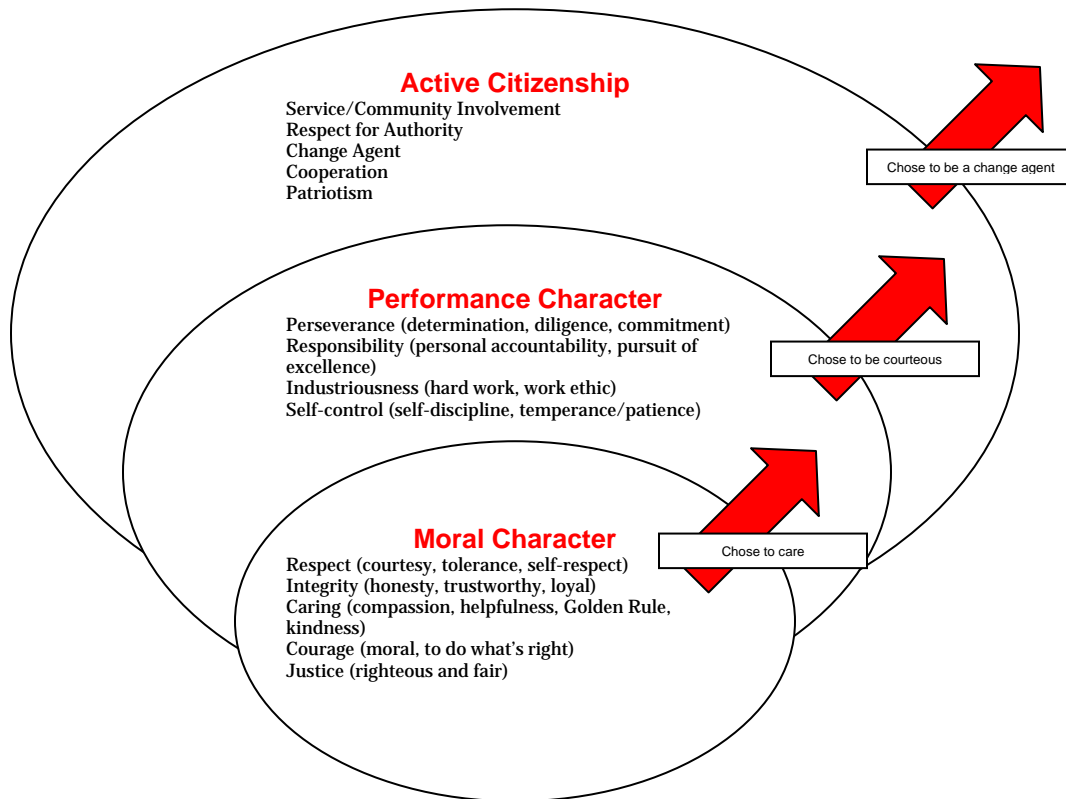 Active Citizenship
Service/Community Involvement
Respect for Authority
Change Agent
Cooperation
Patriotism
Chose to be a change agent
Performance Character
Perseverance (determination, diligence, commitment)
Responsibility (personal accountability, pursuit of
excellence)
Industriousness (hard work, work ethic)
Self-control (self-discipline, temperance/patience)
Chose to be courteous
Moral Character
Respect (courtesy, tolerance, self-respect)
Integrity (honesty, trustworthy, loyal)
Caring (compassion, helpfulness, Golden Rule,
kindness)
Courage (moral, to do what's right)
Justice (righteous and fair)
Chose to care